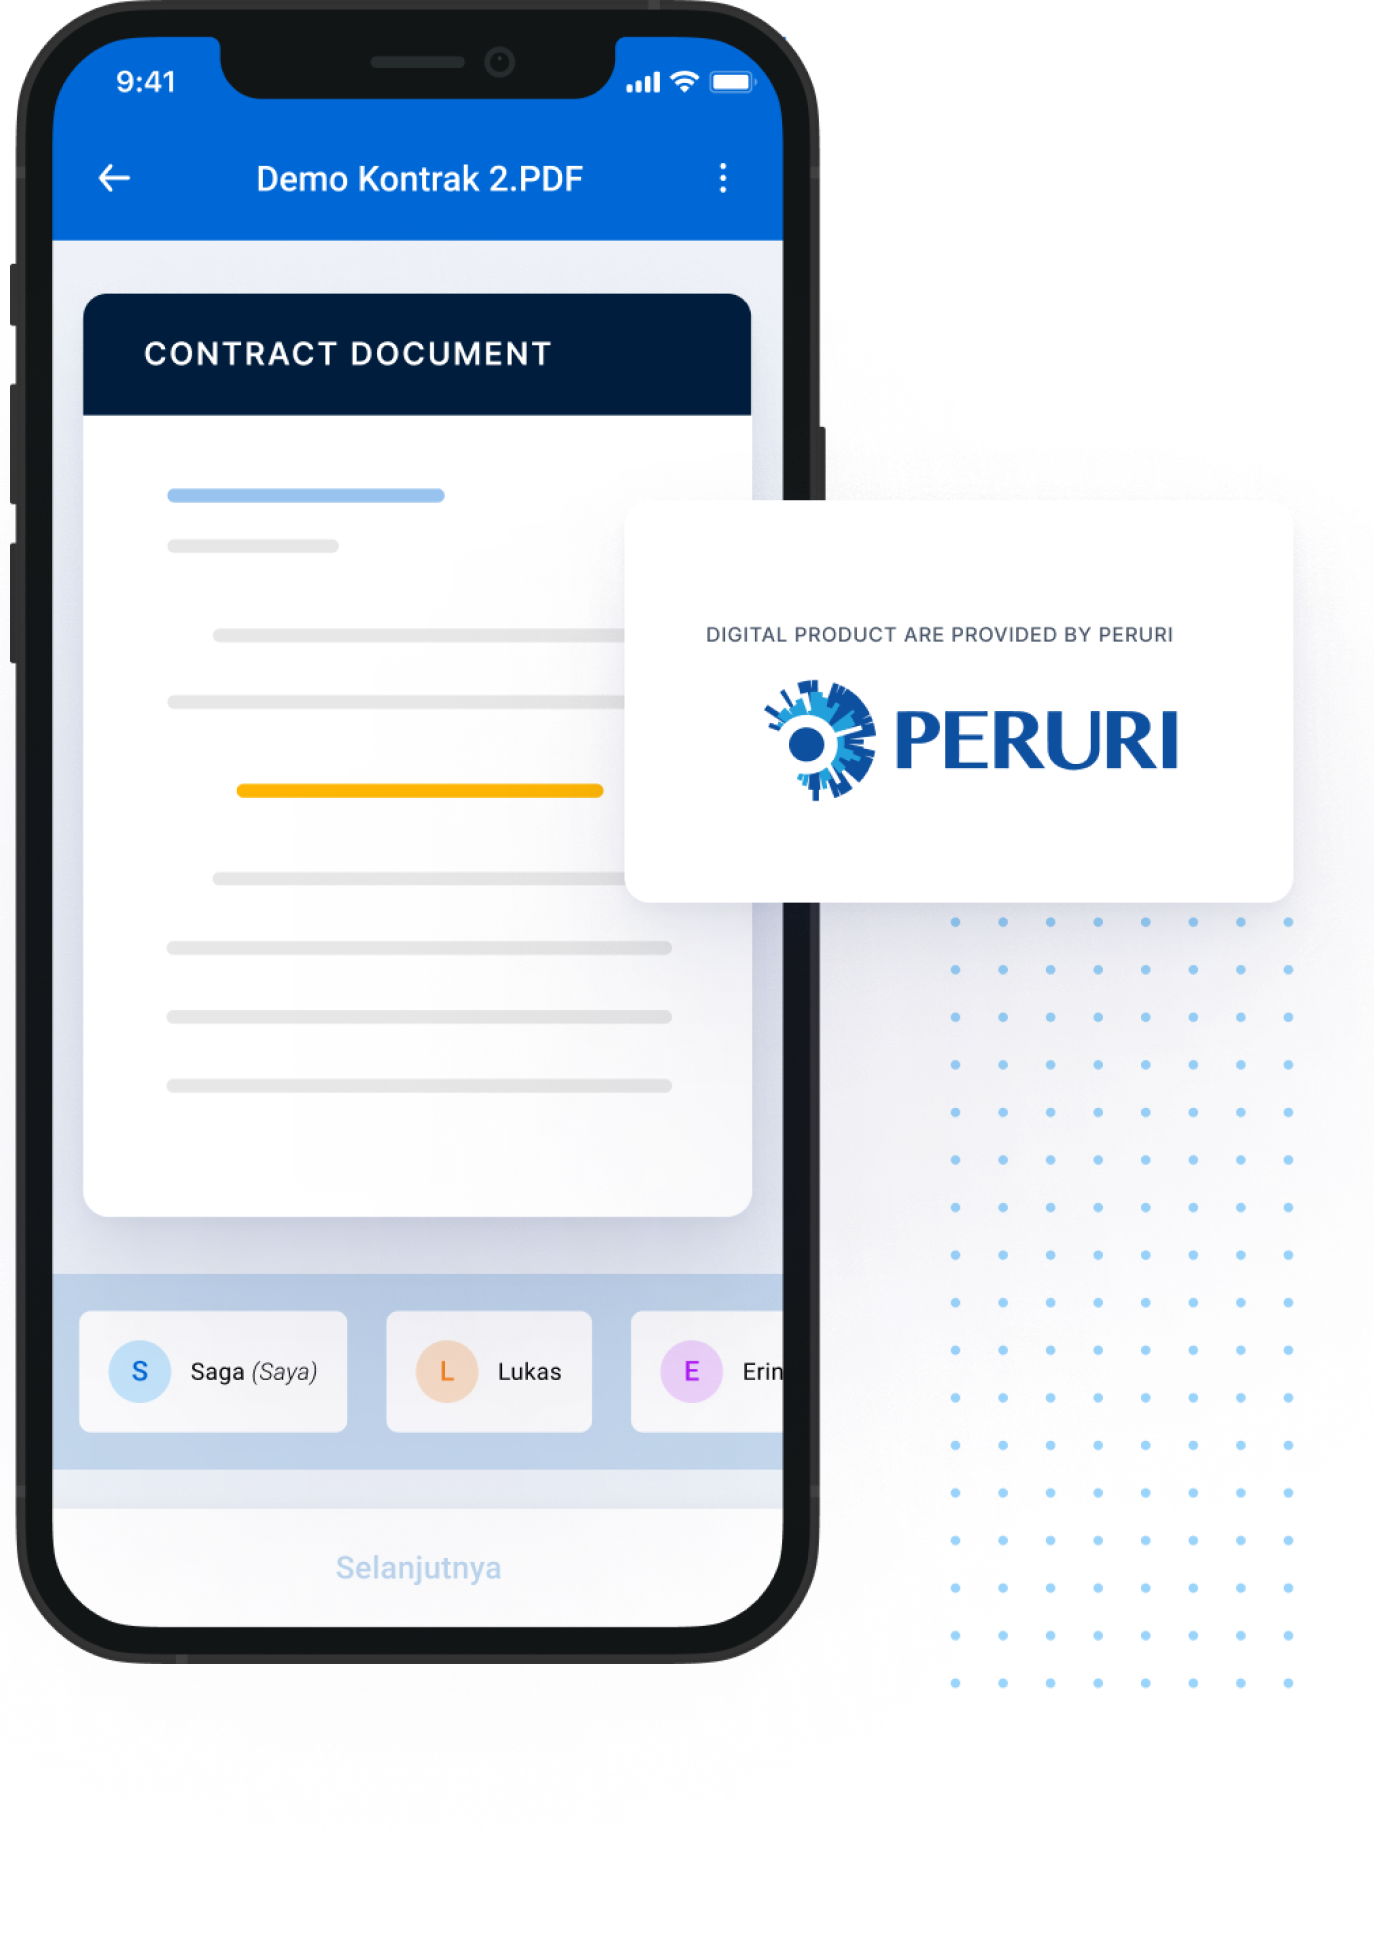 9:41
Demo Kontrak 2.PDF
CONTRACT DOCUMENT
DIGITAL PRODUCT ARE PROVIDED BY PERURI
PERURI
S Saga (Saya)
L Lukas
E Erin
Selanjutnya